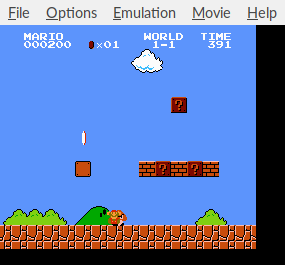 File Options Emulation Movie Help
MARIO WORLD TIME
000200 ×01 1-1 391
?
? ?